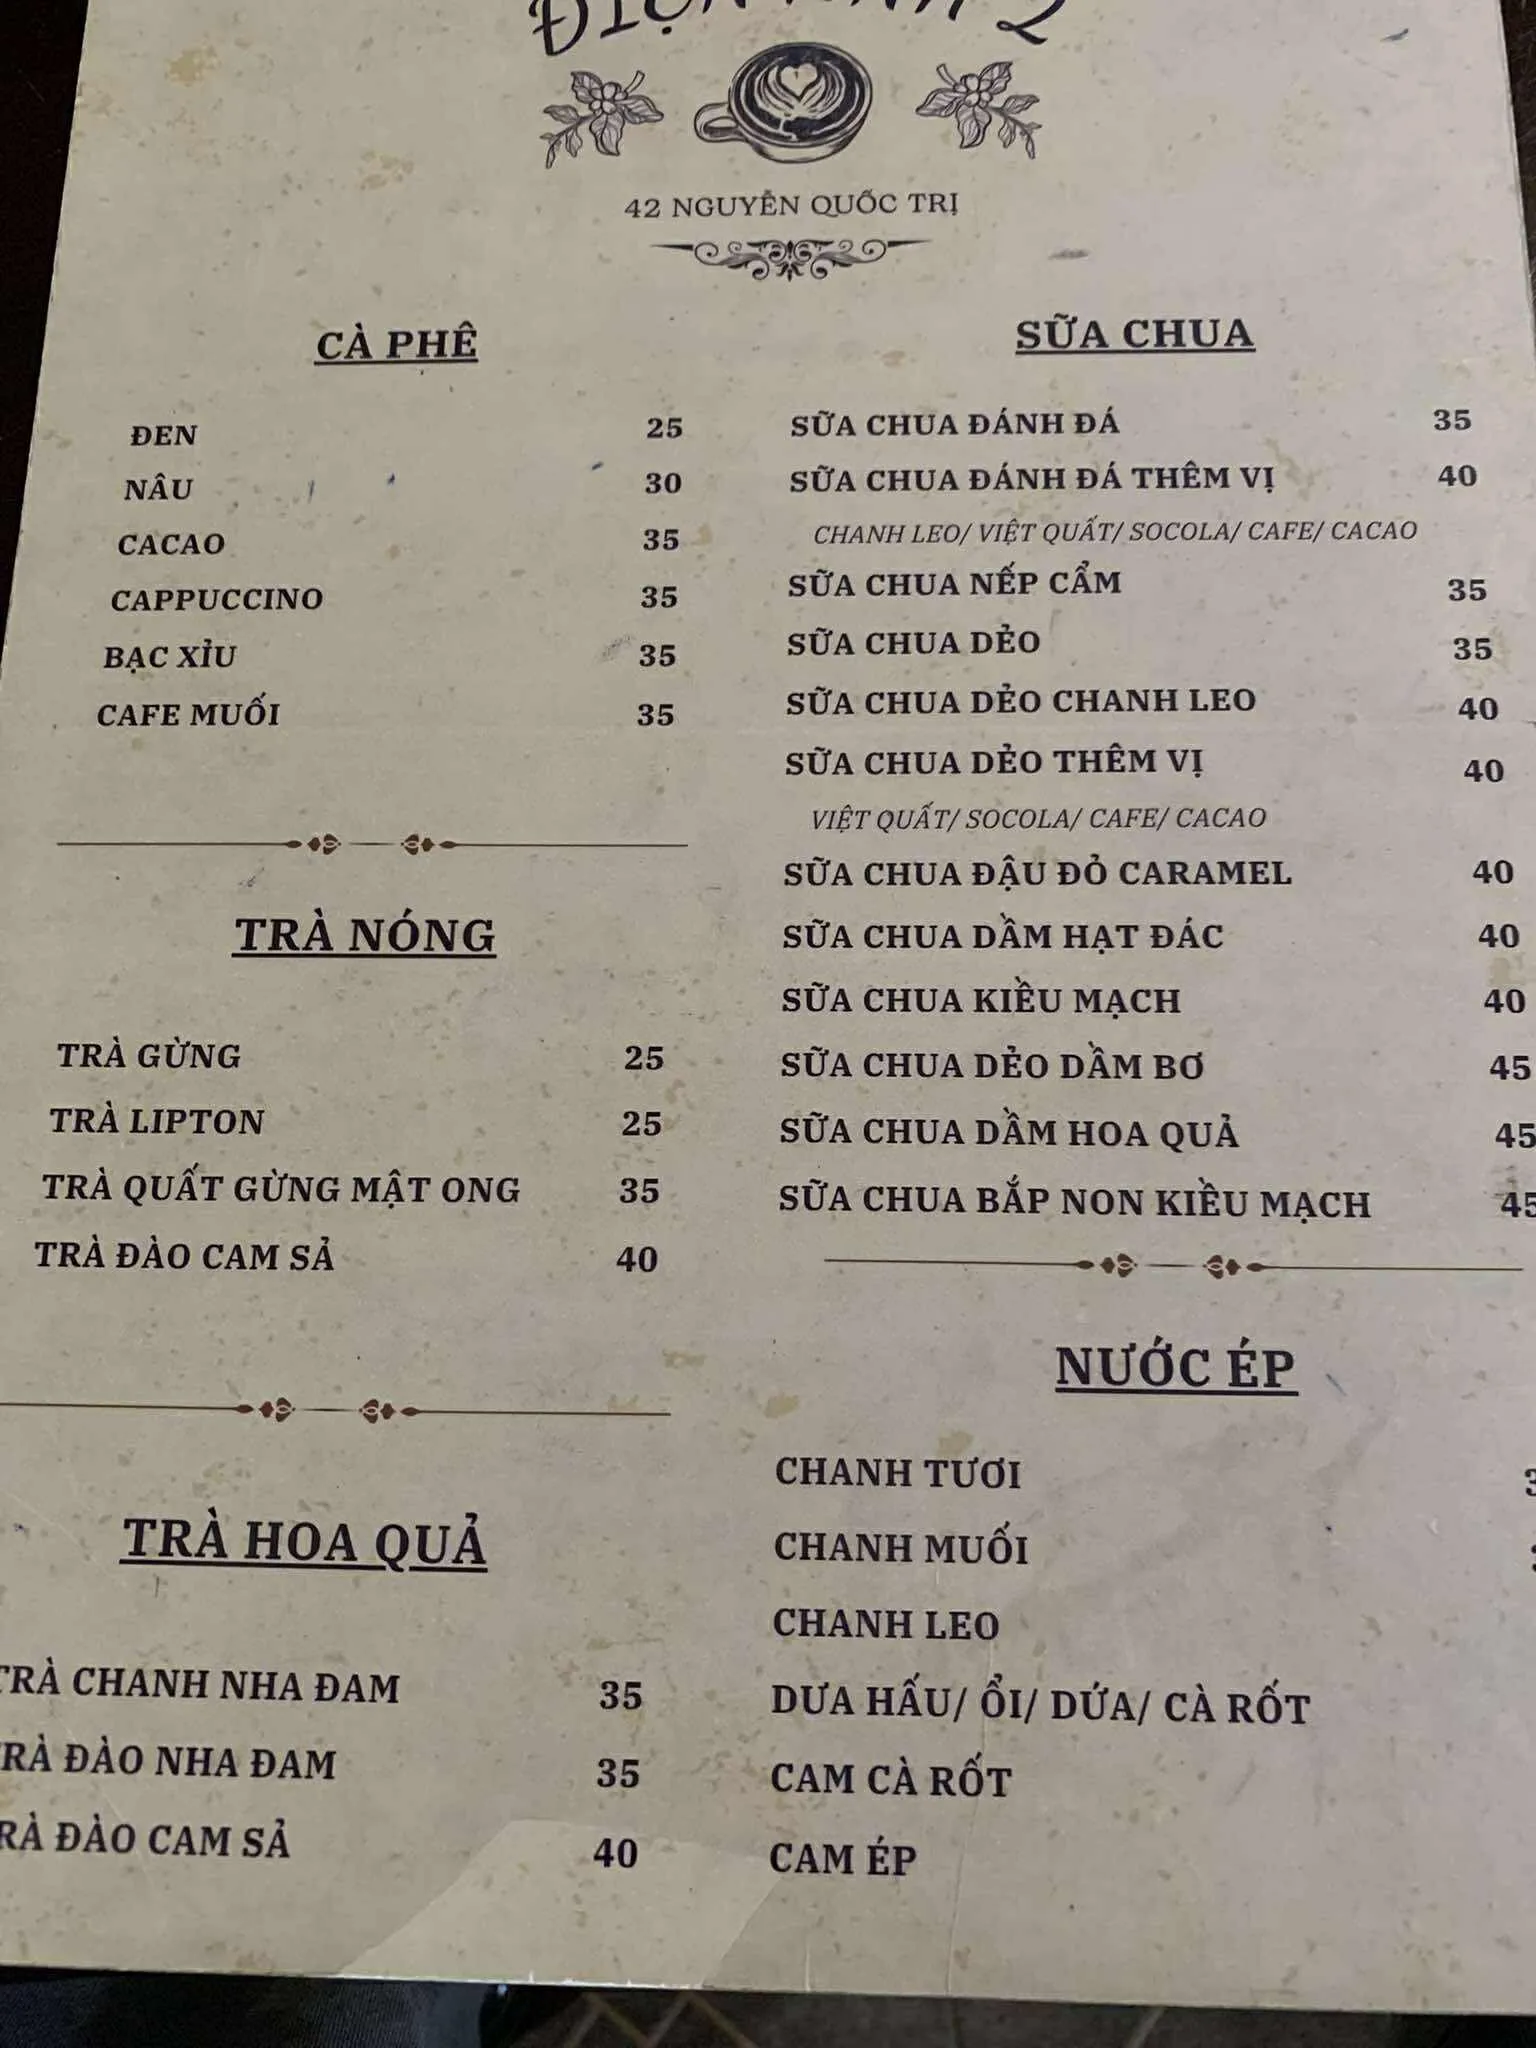 2
42 NGUYỄN QUỐC TRỊ
CÀ PHÊ
ĐEN 25
NÂU 30
CACAO 35
CAPPUCCINO 35
BẠC XỈU 35
CAFE MUỐI 35
TRÀ NÓNG
TRÀ GỪNG 25
TRÀ LIPTON 25
TRÀ QUẤT GỪNG MẬT ONG 35
TRÀ ĐÀO CAM SẢ 40
TRÀ HOA QUẢ
TRÀ CHANH NHA ĐAM 35
TRÀ ĐÀO NHA ĐAM 35
TRÀ ĐÀO CAM SẢ 40
SỮA CHUA
SỮA CHUA ĐÁNH ĐÁ 35
SỮA CHUA ĐÁNH ĐÁ THÊM VỊ 40
CHANH LEO/ VIỆT QUẤT/ SOCOLA/ CAFE/ CACAO
SỮA CHUA NẾP CẨM 35
SỮA CHUA DẺO 35
SỮA CHUA DẺO CHANH LEO 40
SỮA CHUA DẺO THÊM VỊ 40
VIỆT QUẤT/ SOCOLA/ CAFE/ CACAO
SỮA CHUA ĐẬU ĐỎ CARAMEL 40
SỮA CHUA DẦM HẠT ĐÁC 40
SỮA CHUA KIỀU MẠCH 40
SỮA CHUA DẺO DẦM BƠ 45
SỮA CHUA DẦM HOA QUẢ 45
SỮA CHUA BẮP NON KIỀU MẠCH 45
NƯỚC ÉP
CHANH TƯƠI
CHANH MUỐI
CHANH LEO
DƯA HẤU/ ỔI/ DỨA/ CÀ RỐT
CAM CÀ RỐT
CAM ÉP